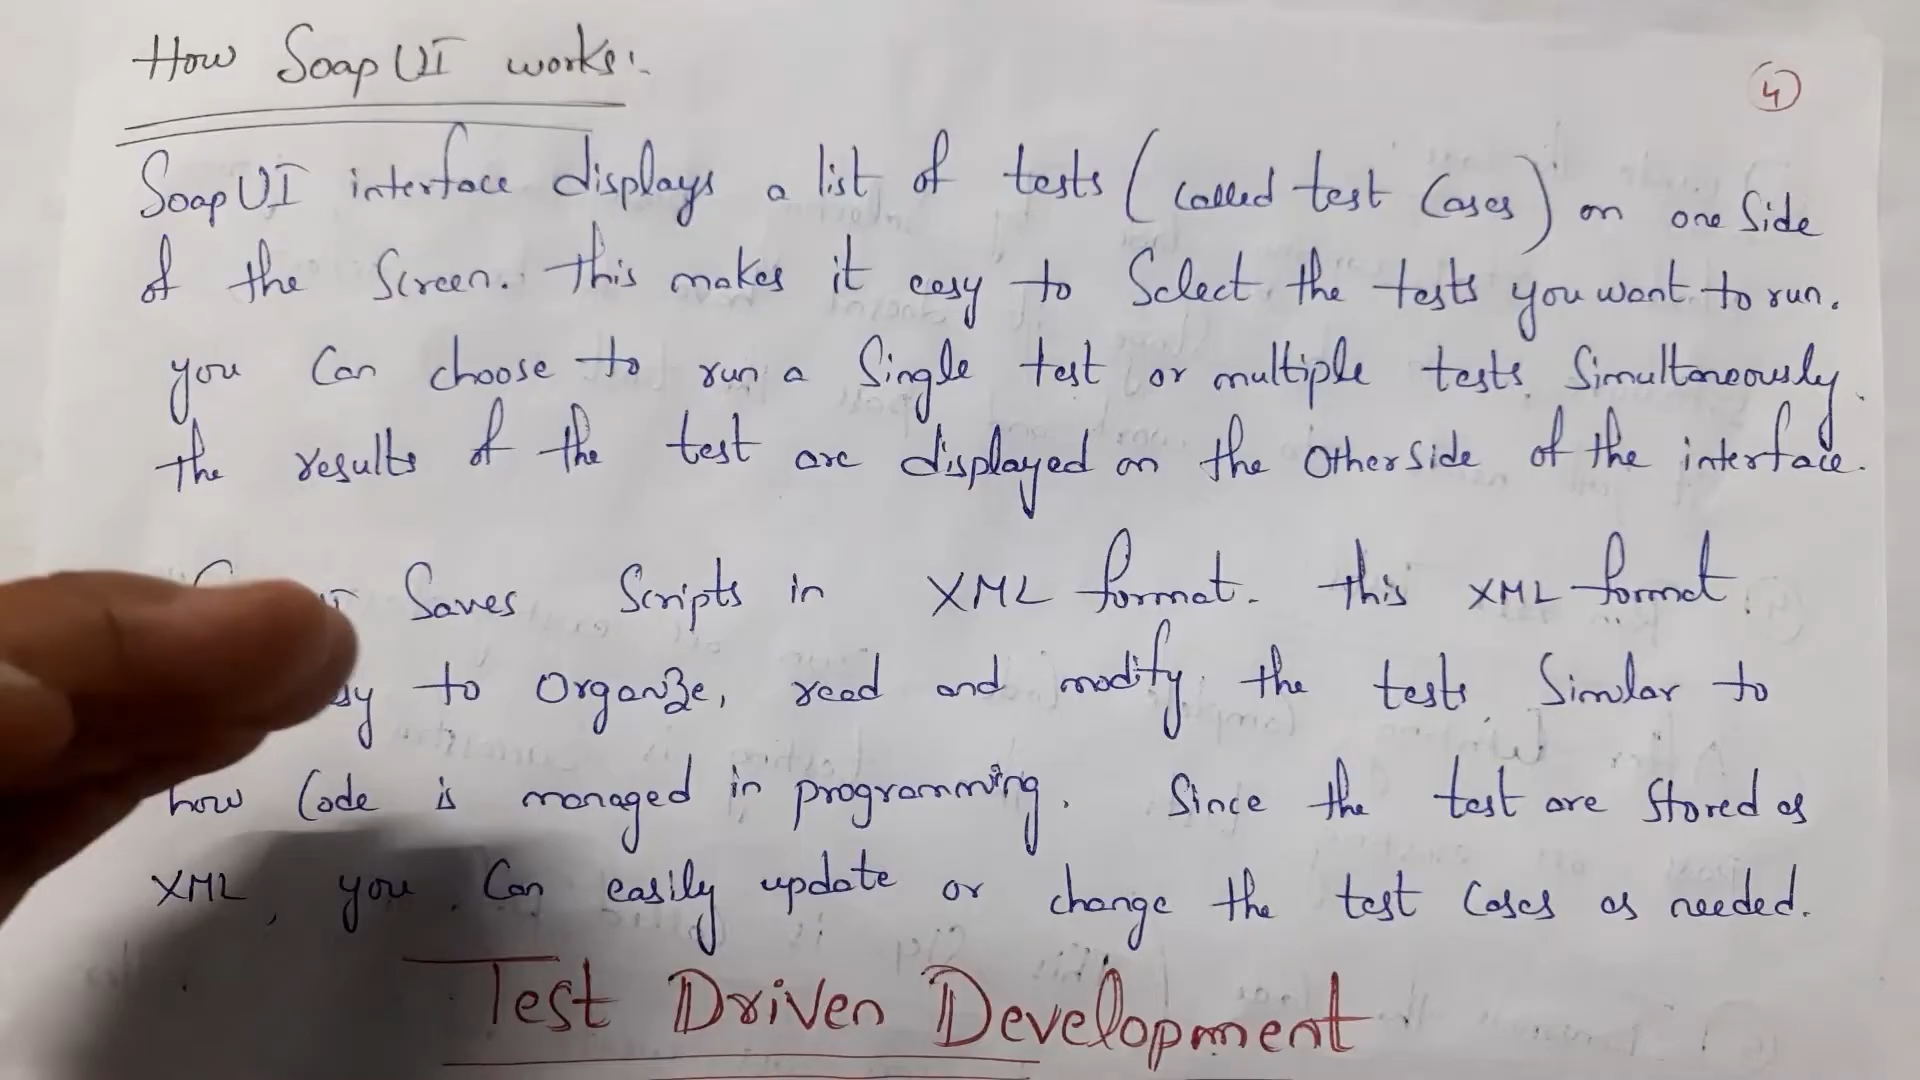 How SoapUI works:
4
SoapUI interface displays a list of tests (called test cases) on one side
of the screen. this makes it easy to Select the tests you want to run.
you can choose to run a Single test or multiple tests Simultaneously.
the results of the test are displayed on the Otherside of the interface.
Saves Scripts in XML format. this XML format
to Organize, read and modify the tests Similar to
how Code is managed in programming. Since the test are Stored as
XML, you can easily update or change the test cases as needed.
Test Driven Development